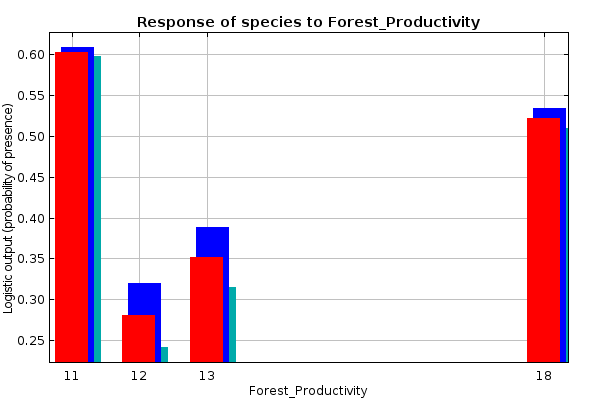 Response of species to Forest_Productivity
Logistic output (probability of presence)
0.60
0.55
0.50
0.45
0.40
0.35
0.30
0.25
11 12 13 18
Forest_Productivity